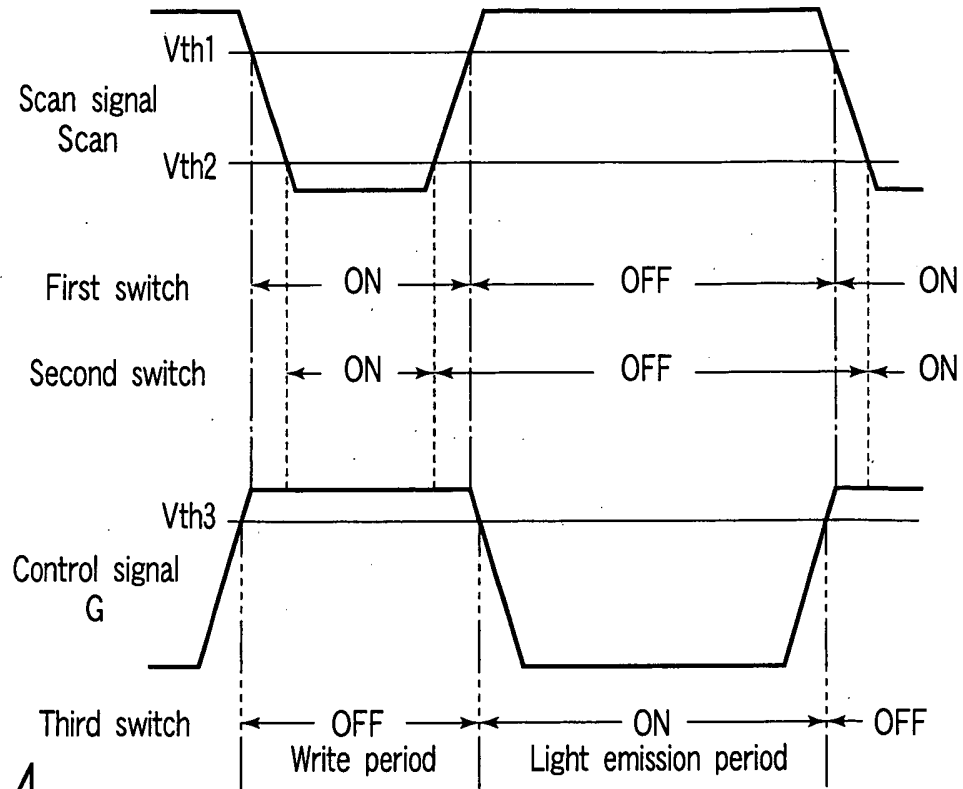 Vth1
Scan signal
Scan
Vth2
First switch ON OFF ON
Second switch ON OFF ON
Vth3
Control signal
G
Third switch OFF ON OFF
Write period Light emission period